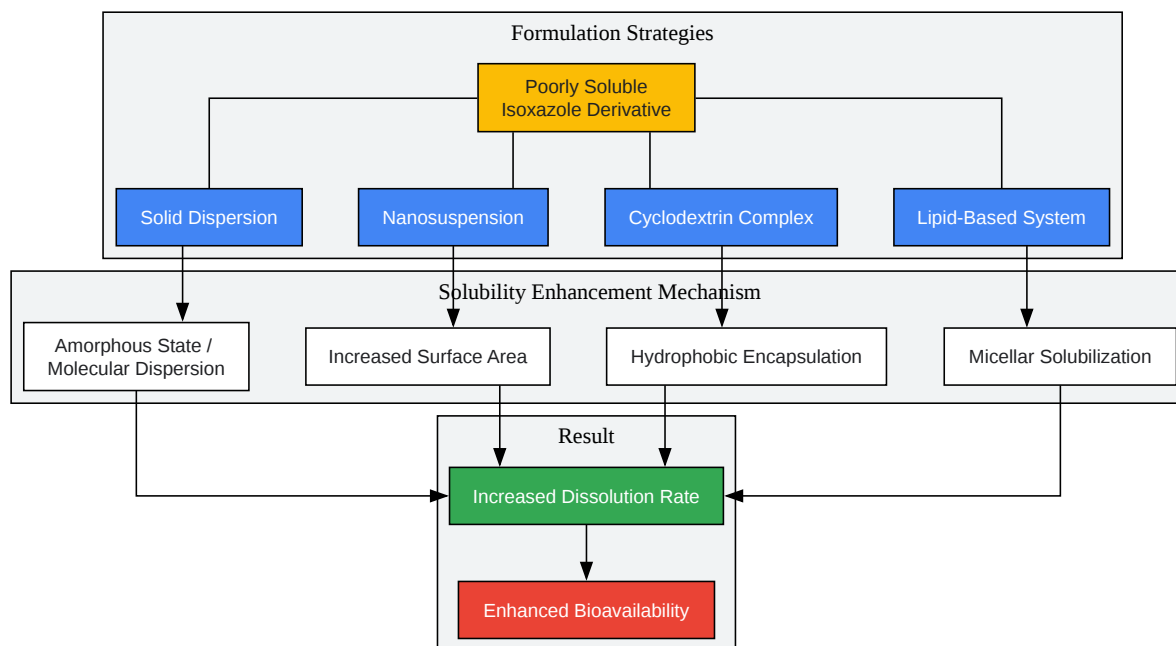 Formulation Strategies
Poorly Soluble
Isoxazole Derivative
Solid Dispersion
Nanosuspension
Cyclodextrin Complex
Lipid-Based System
Solubility Enhancement Mechanism
Amorphous State /
Molecular Dispersion
Increased Surface Area
Hydrophobic Encapsulation
Micellar Solubilization
Result
Increased Dissolution Rate
Enhanced Bioavailability